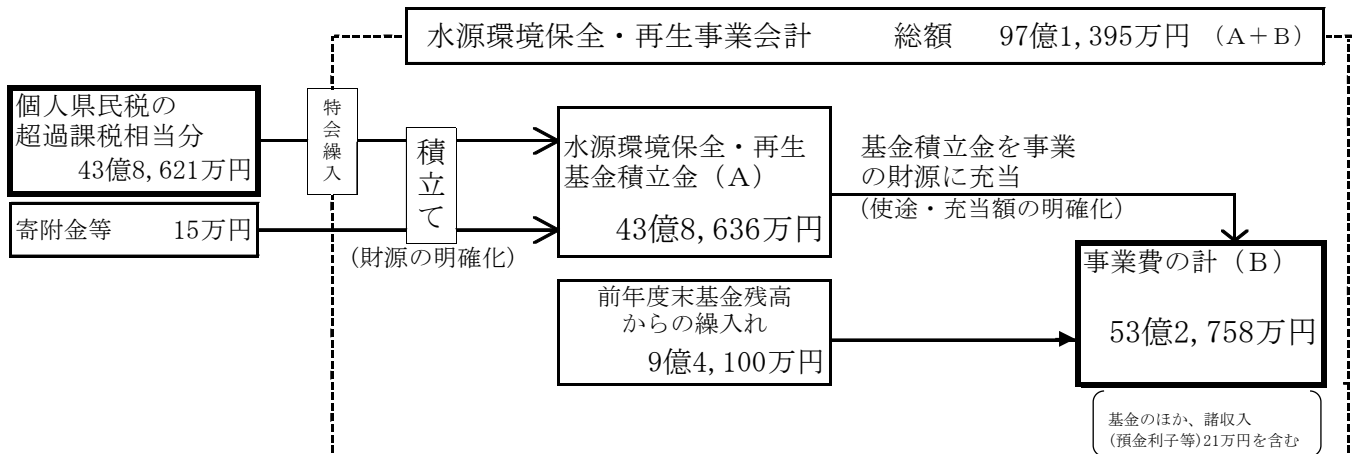 水源環境保全・再生事業会計　　総額　97億1,395万円（A＋B）
個人県民税の
超過課税相当分
43億8,621万円
特会繰入
積立て
水源環境保全・再生
基金積立金（A）
43億8,636万円
基金積立金を事業
の財源に充当
(使途・充当額の明確化)
寄附金等　　15万円
(財源の明確化)
事業費の計（B）
53億2,758万円
前年度末基金残高
からの繰入れ
9億4,100万円
基金のほか、諸収入
(預金利子等)21万円を含む